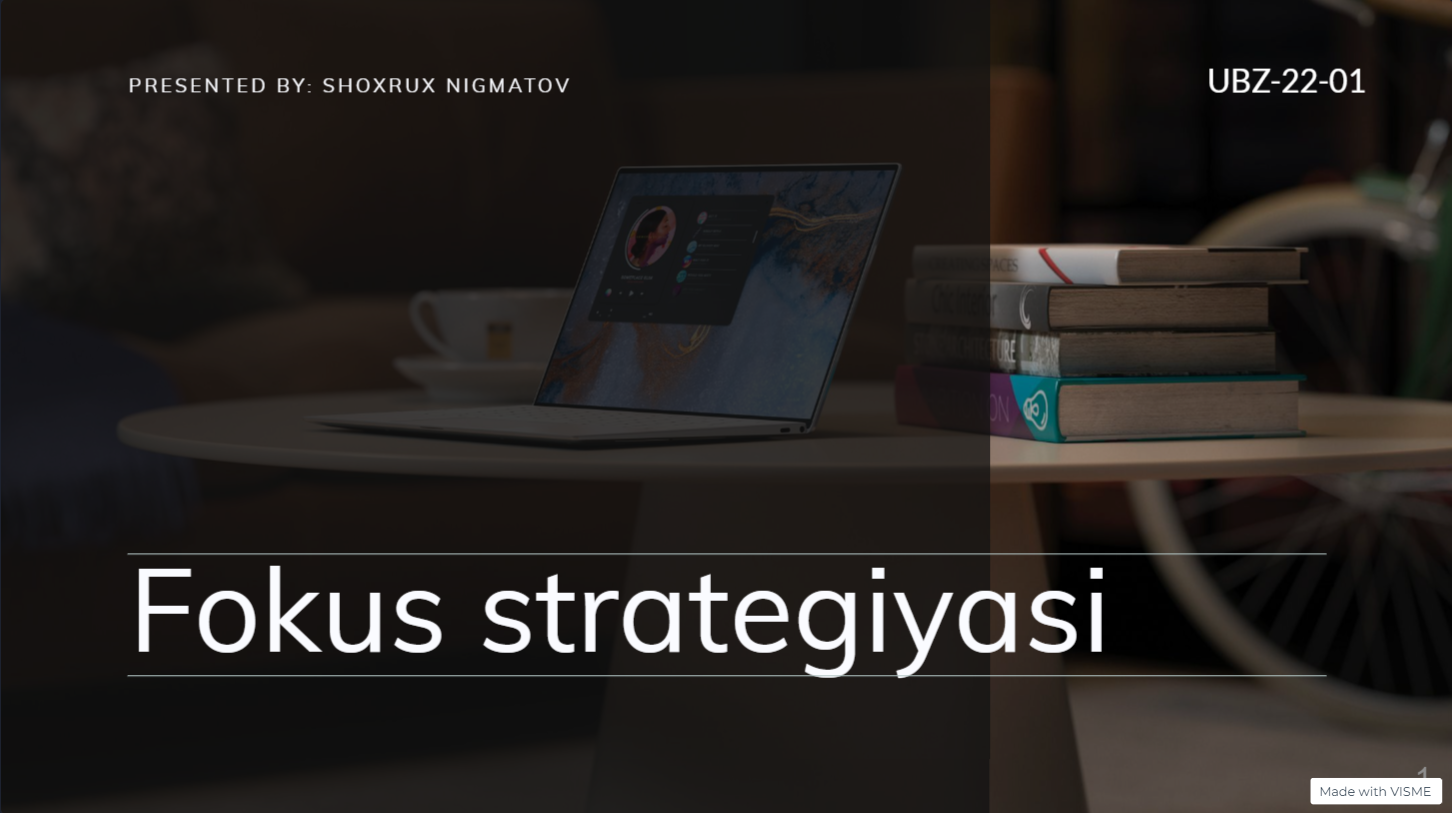 PRESENTED BY: SHOXRUX NIGMATOV
UBZ-22-01
Fokus strategiyasi
1
Made with VISME